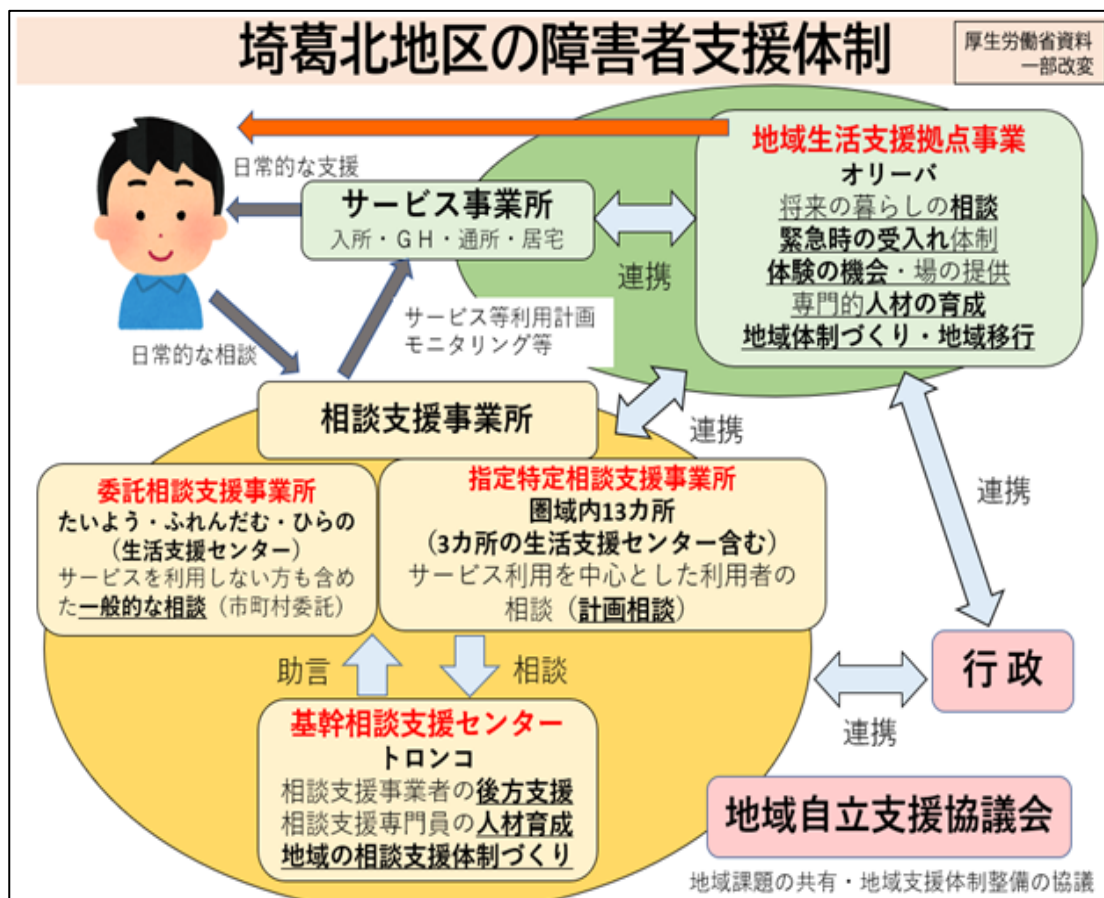 埼葛北地区の障害者支援体制
厚生労働省資料
一部改変
日常的な支援
サービス事業所
入所・GH・通所・居宅
連携
地域生活支援拠点事業
オリーバ
将来の暮らしの相談
緊急時の受入れ体制
体験の機会・場の提供
専門的人材の育成
地域体制づくり・地域移行
日常的な相談
サービス等利用計画
モニタリング等
相談支援事業所
連携
連携
委託相談支援事業所
たいよう・ふれんだむ・ひらの
（生活支援センター）
サービスを利用しない方も含め
た一般的な相談（市町村委託）
指定特定相談支援事業所
圏域内13カ所
（3カ所の生活支援センター含む）
サービス利用を中心とした利用者の
相談（計画相談）
助言
相談
基幹相談支援センター
トロンコ
相談支援事業者の後方支援
相談支援専門員の人材育成
地域の相談支援体制づくり
行政
連携
地域自立支援協議会
地域課題の共有・地域支援体制整備の協議